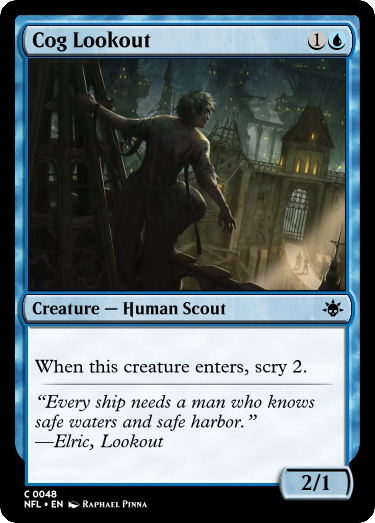 Cog Lookout 1
Creature — Human Scout
When this creature enters, scry 2.
“Every ship needs a man who knows
safe waters and safe harbor.”
—Elric, Lookout
2/1
C 0048
NFL • EN Raphael Pinna